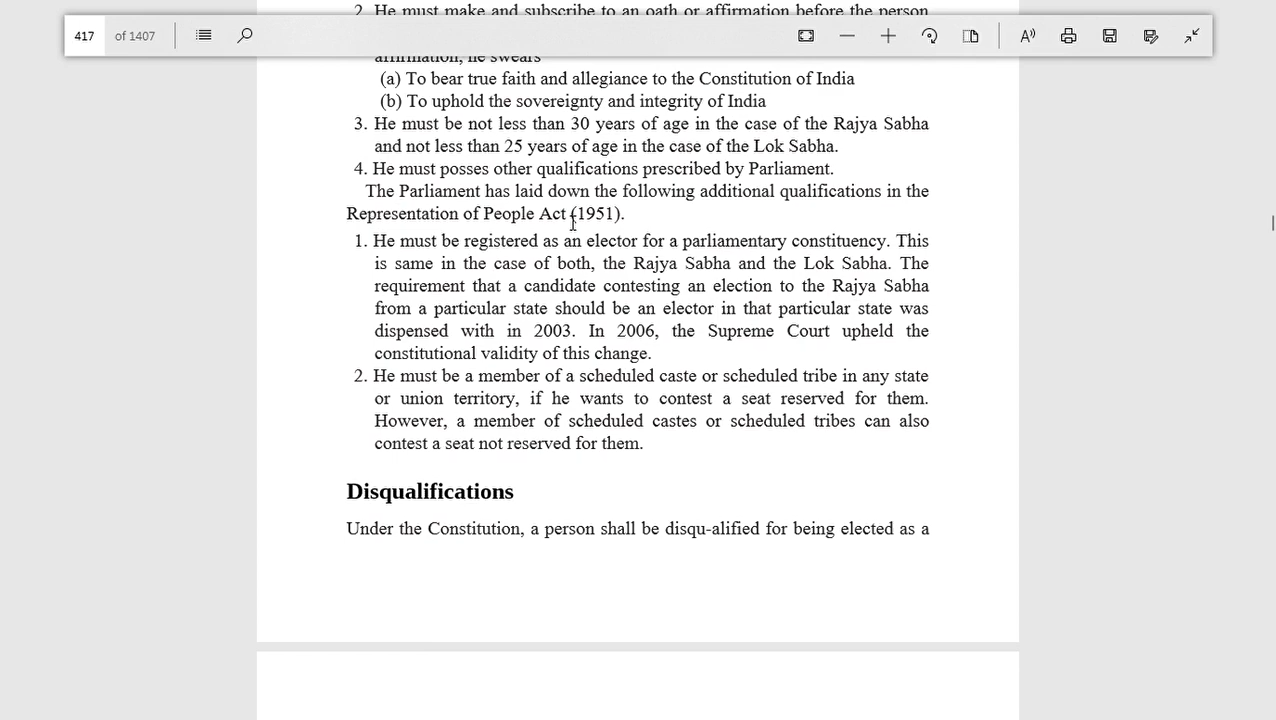 2. He must make and subscribe to an oath or affirmation before the person
417 of 1407
affirmation, he swears
(a) To bear true faith and allegiance to the Constitution of India
(b) To uphold the sovereignty and integrity of India
3. He must be not less than 30 years of age in the case of the Rajya Sabha
and not less than 25 years of age in the case of the Lok Sabha.
4. He must posses other qualifications prescribed by Parliament.
The Parliament has laid down the following additional qualifications in the
Representation of People Act (1951).
1. He must be registered as an elector for a parliamentary constituency. This
is same in the case of both, the Rajya Sabha and the Lok Sabha. The
requirement that a candidate contesting an election to the Rajya Sabha
from a particular state should be an elector in that particular state was
dispensed with in 2003. In 2006, the Supreme Court upheld the
constitutional validity of this change.
2. He must be a member of a scheduled caste or scheduled tribe in any state
or union territory, if he wants to contest a seat reserved for them.
However, a member of scheduled castes or scheduled tribes can also
contest a seat not reserved for them.
Disqualifications
Under the Constitution, a person shall be disqu-alified for being elected as a